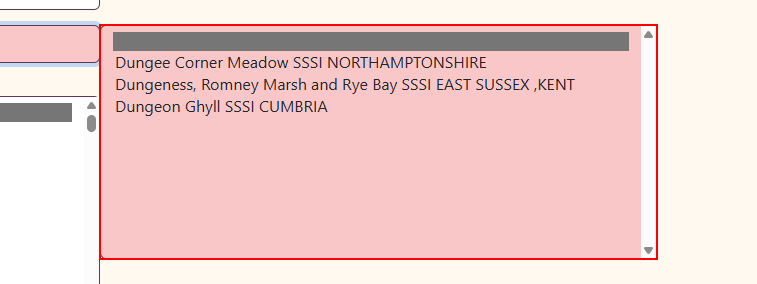 Dungee Corner Meadow SSSI NORTHAMPTONSHIRE
Dungeness, Romney Marsh and Rye Bay SSSI EAST SUSSEX ,KENT
Dungeon Ghyll SSSI CUMBRIA